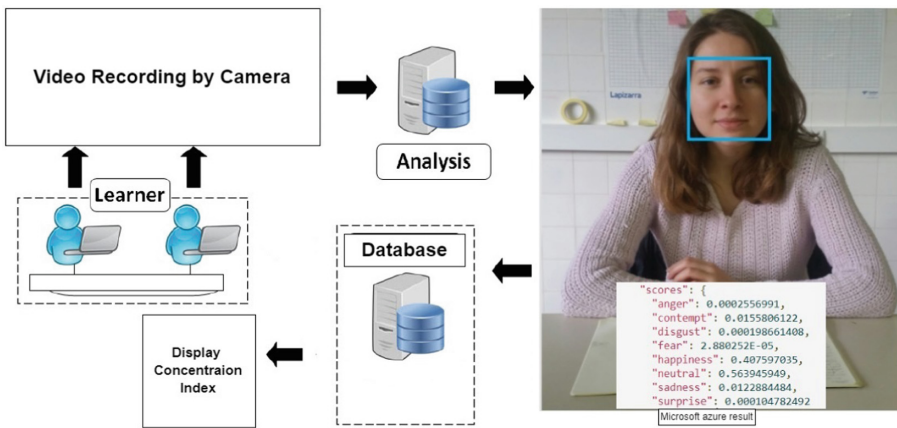 Video Recording by Camera
Learner
Analysis
Lapizarra
"scores": {
"anger": 0.0002556991,
"contempt": 0.0155806122,
"disgust": 0.000198661408,
"fear": 2.880252E-05,
"happiness": 0.407597035,
"neutral": 0.563945949,
"sadness": 0.0122884484,
"surprise": 0.000104782492
Microsoft azure result
Database
Display
Concentraion
Index